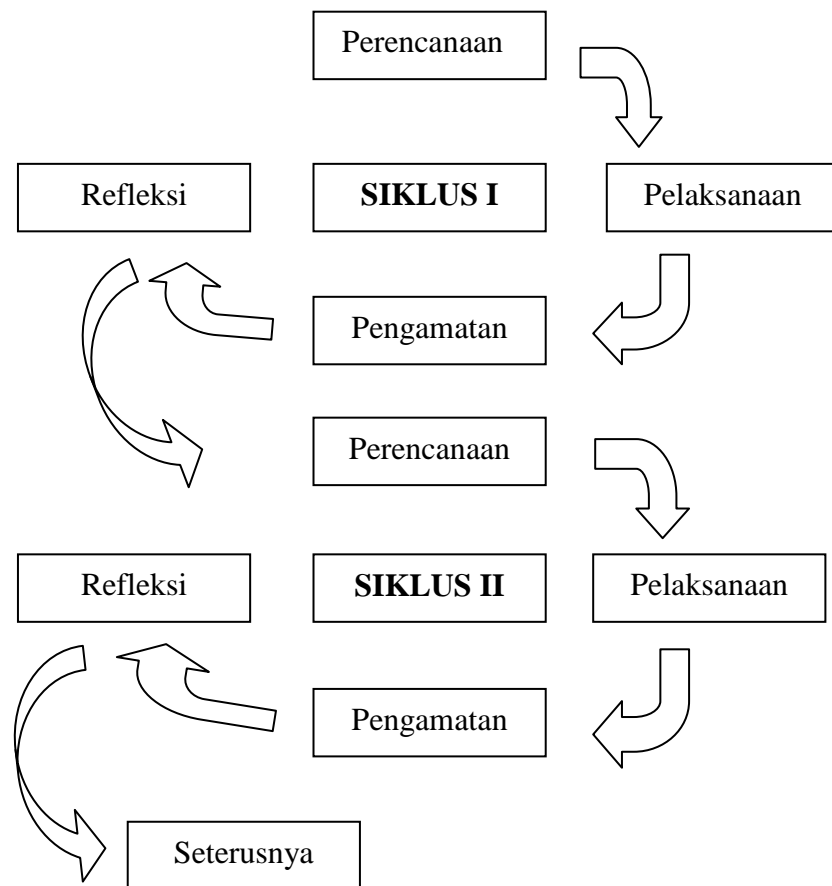 Perencanaan
Refleksi
SIKLUS I
Pelaksanaan
Pengamatan
Perencanaan
Refleksi
SIKLUS II
Pelaksanaan
Pengamatan
Seterusnya